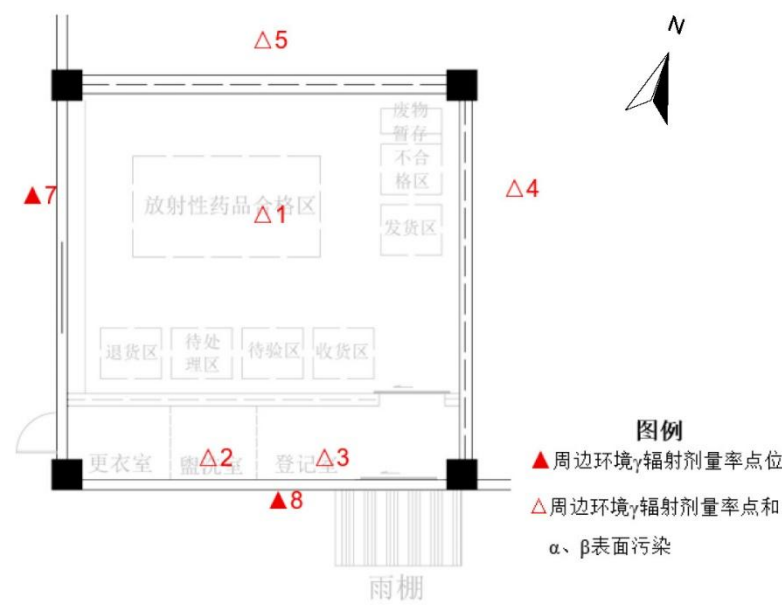 △5
N
废物
暂存
不合
格区
▲7
放射性药品合格区
△1
△4
发货区
退货区
待处
理区
待验区
收货区
更衣室
盥洗室
△2
登记室
△3
▲8
雨棚
图例
▲周边环境γ辐射剂量率点位
△周边环境γ辐射剂量率点和
α、β表面污染